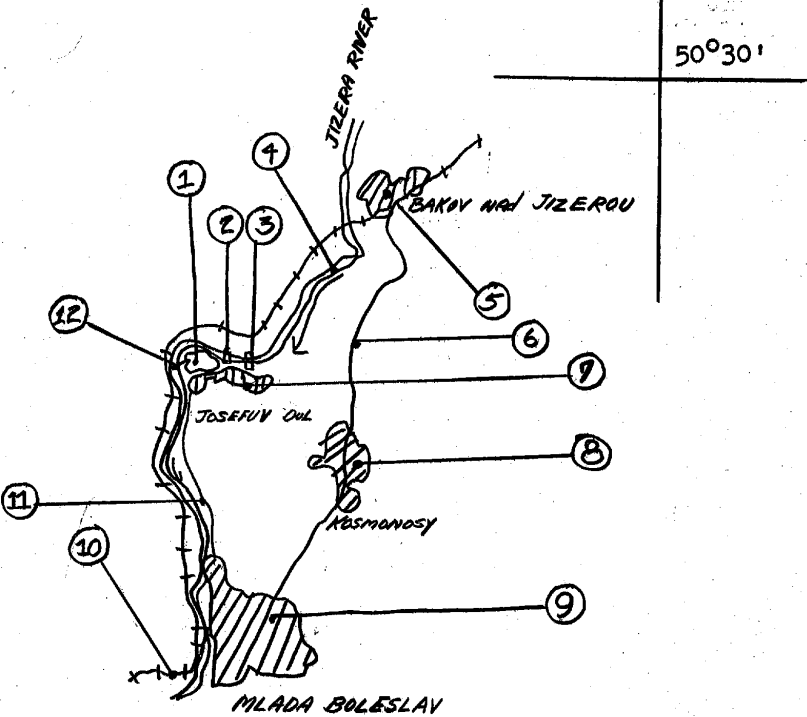 50°30'
JIZERA RIVER
4
1
BAKOV NAd JIZEROU
2
3
5
12
6
7
JOSEFUV DUL
8
11
KOSMONOSY
10
9
MLADA BOLESLAV